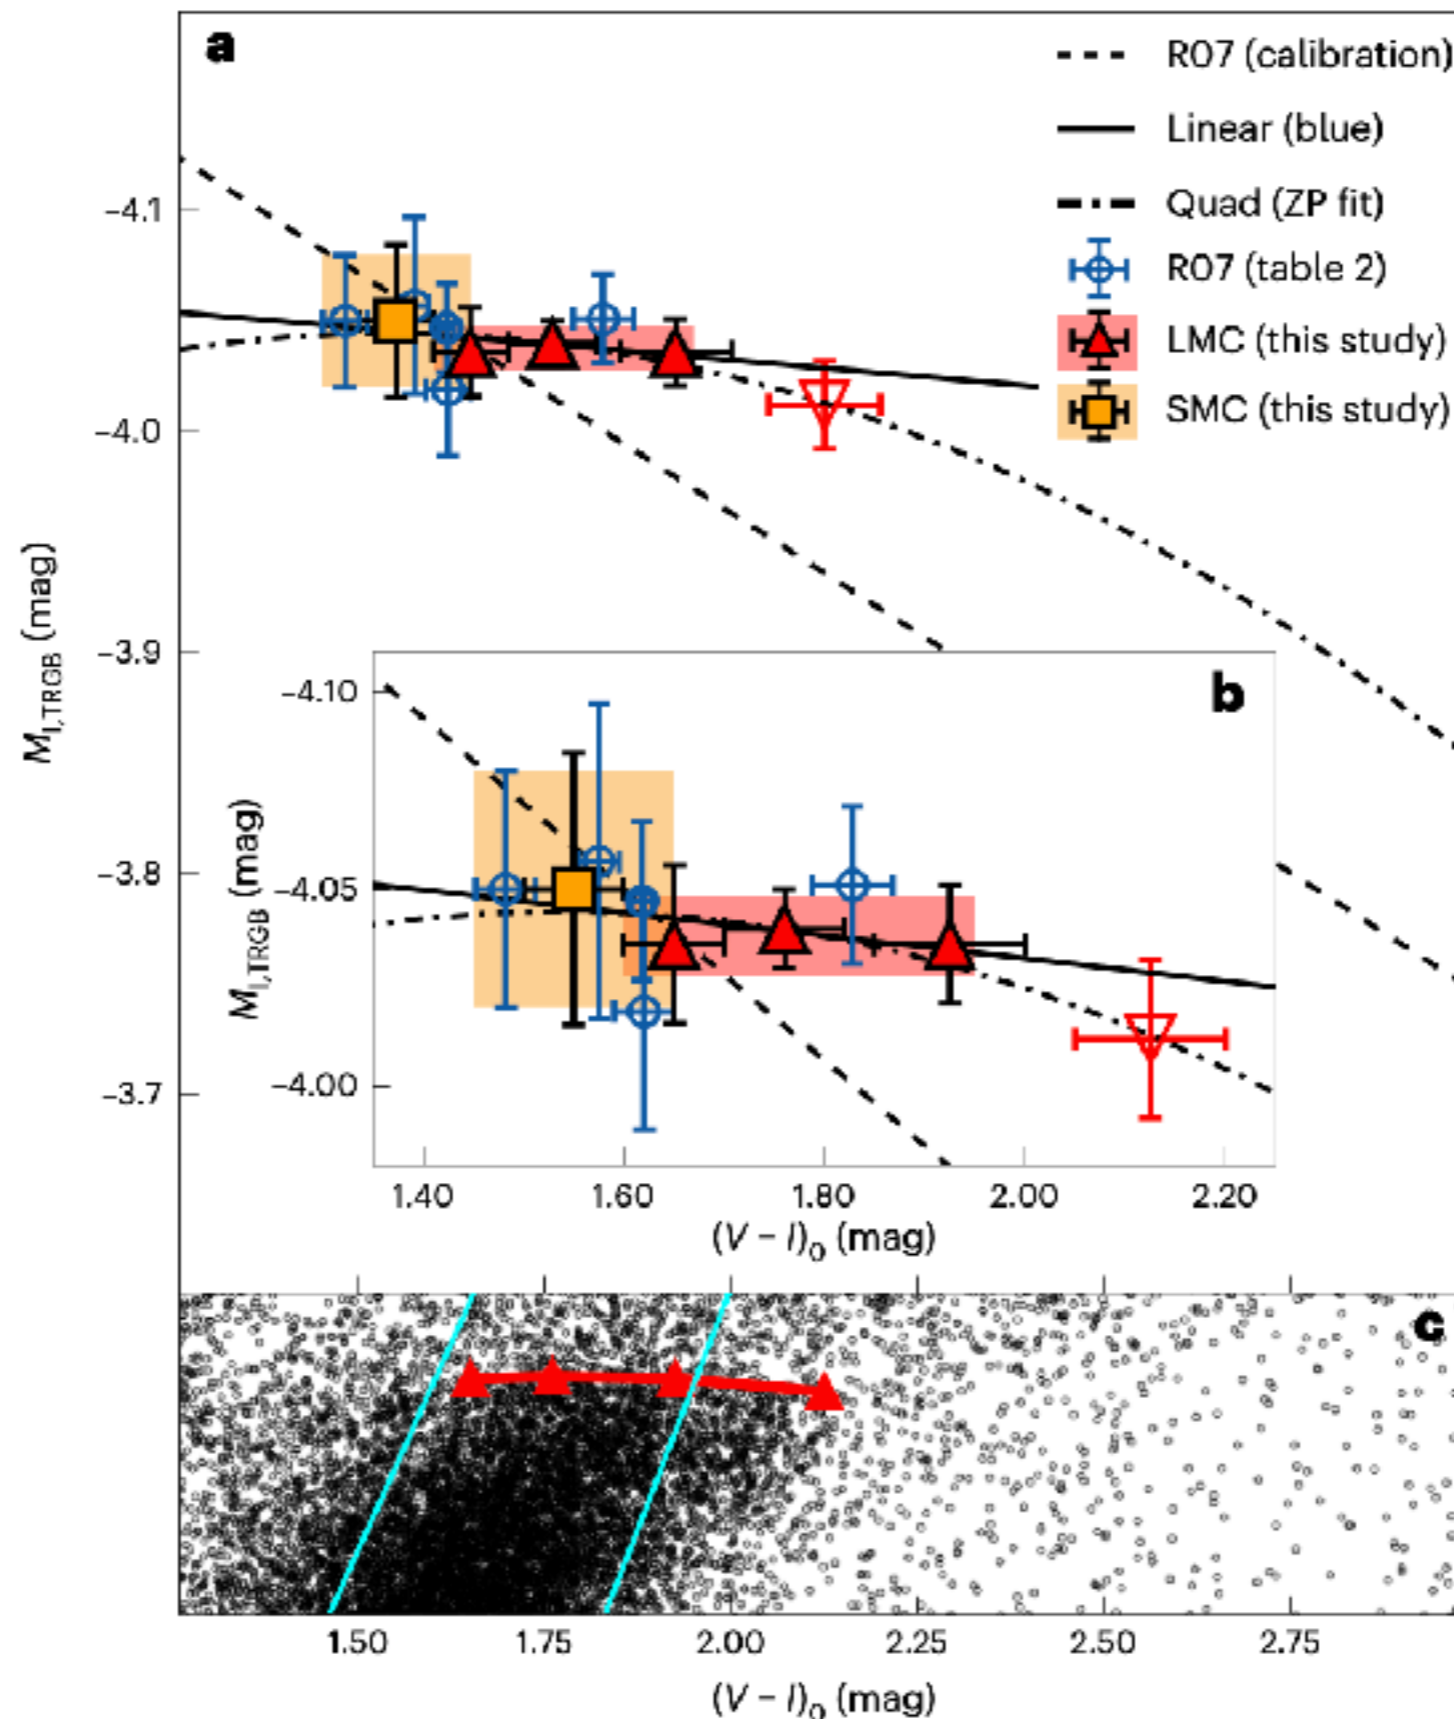 a
R07 (calibration)
Linear (blue)
Quad (ZP fit)
R07 (table 2)
LMC (this study)
SMC (this study)
−4.1
−4.0
−3.9
−3.8
−3.7
M_I,TRGB (mag)
b
−4.10
−4.05
−4.00
M_I,TRGB (mag)
1.40 1.60 1.80 2.00 2.20
(V − I)₀ (mag)
c
1.50 1.75 2.00 2.25 2.50 2.75
(V − I)₀ (mag)